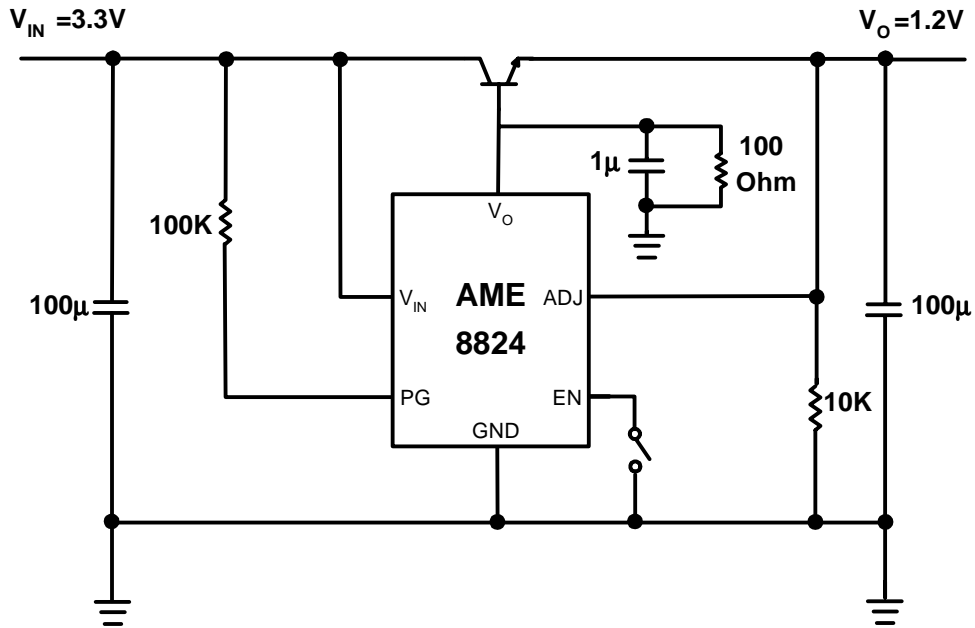 V_IN =3.3V
V_O =1.2V
1μ
100
Ohm
100K
V_O
100μ
V_IN
AME
8824
ADJ
100μ
PG
EN
10K
GND